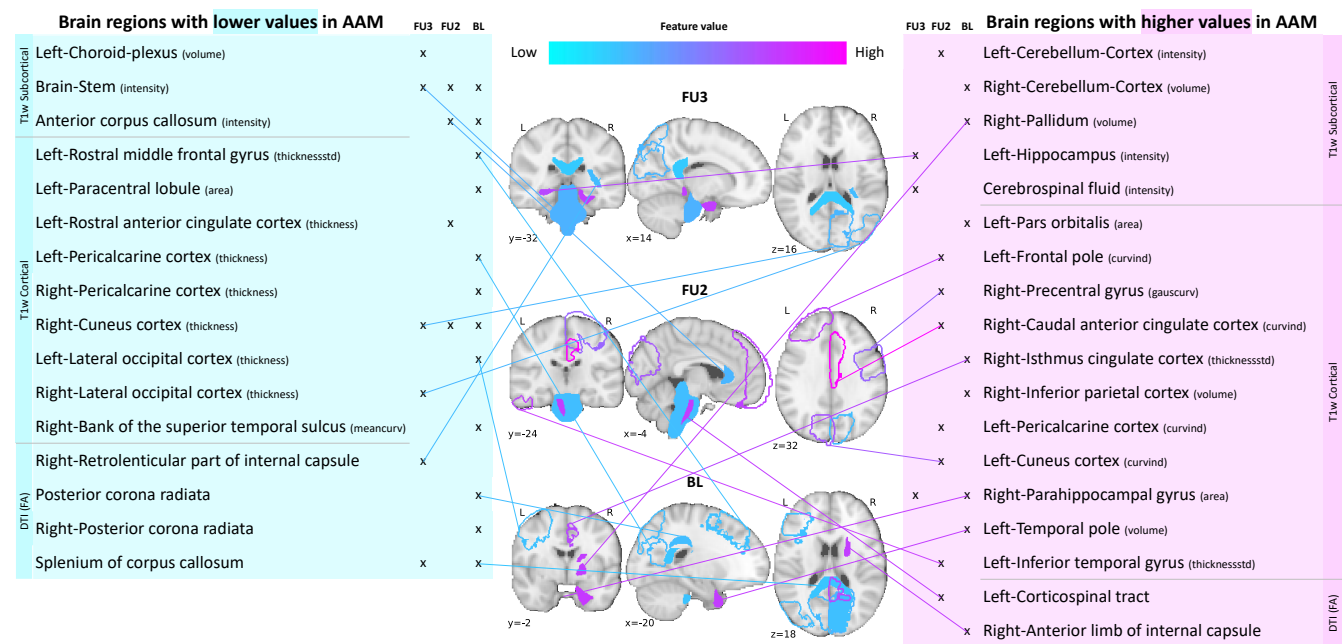 Brain regions with lower values in AAM
FU3 FU2 BL
T1w Subcortical
Left-Choroid-plexus (volume) x
Brain-Stem (intensity) x x x
Anterior corpus callosum (intensity) x x
T1w Cortical
Left-Rostral middle frontal gyrus (thicknessstd) x
Left-Paracentral lobule (area) x
Left-Rostral anterior cingulate cortex (thickness) x
Left-Pericalcarine cortex (thickness) x
Right-Pericalcarine cortex (thickness) x
Right-Cuneus cortex (thickness) x x x
Left-Lateral occipital cortex (thickness) x
Right-Lateral occipital cortex (thickness) x
Right-Bank of the superior temporal sulcus (meancurv) x
DTI (FA)
Right-Retrolenticular part of internal capsule x
Posterior corona radiata x
Right-Posterior corona radiata x
Splenium of corpus callosum x x
Feature value
Low High
FU3
L R L R
y=-32 x=14 z=16
FU2
L R L R
y=-24 x=-4 z=32
BL
L R L R
y=-2 x=-20 z=18
Brain regions with higher values in AAM
FU3 FU2 BL
T1w Subcortical
x Left-Cerebellum-Cortex (intensity)
x Right-Cerebellum-Cortex (volume)
x Right-Pallidum (volume)
x Left-Hippocampus (intensity)
x Cerebrospinal fluid (intensity)
T1w Cortical
x Left-Pars orbitalis (area)
x Left-Frontal pole (curvind)
x Right-Precentral gyrus (gauscurv)
x Right-Caudal anterior cingulate cortex (curvind)
x Right-Isthmus cingulate cortex (thicknessstd)
x Right-Inferior parietal cortex (volume)
x Left-Pericalcarine cortex (curvind)
x Left-Cuneus cortex (curvind)
x x Right-Parahippocampal gyrus (area)
x Left-Temporal pole (volume)
x Left-Inferior temporal gyrus (thicknessstd)
DTI (FA)
x Left-Corticospinal tract
x Right-Anterior limb of internal capsule